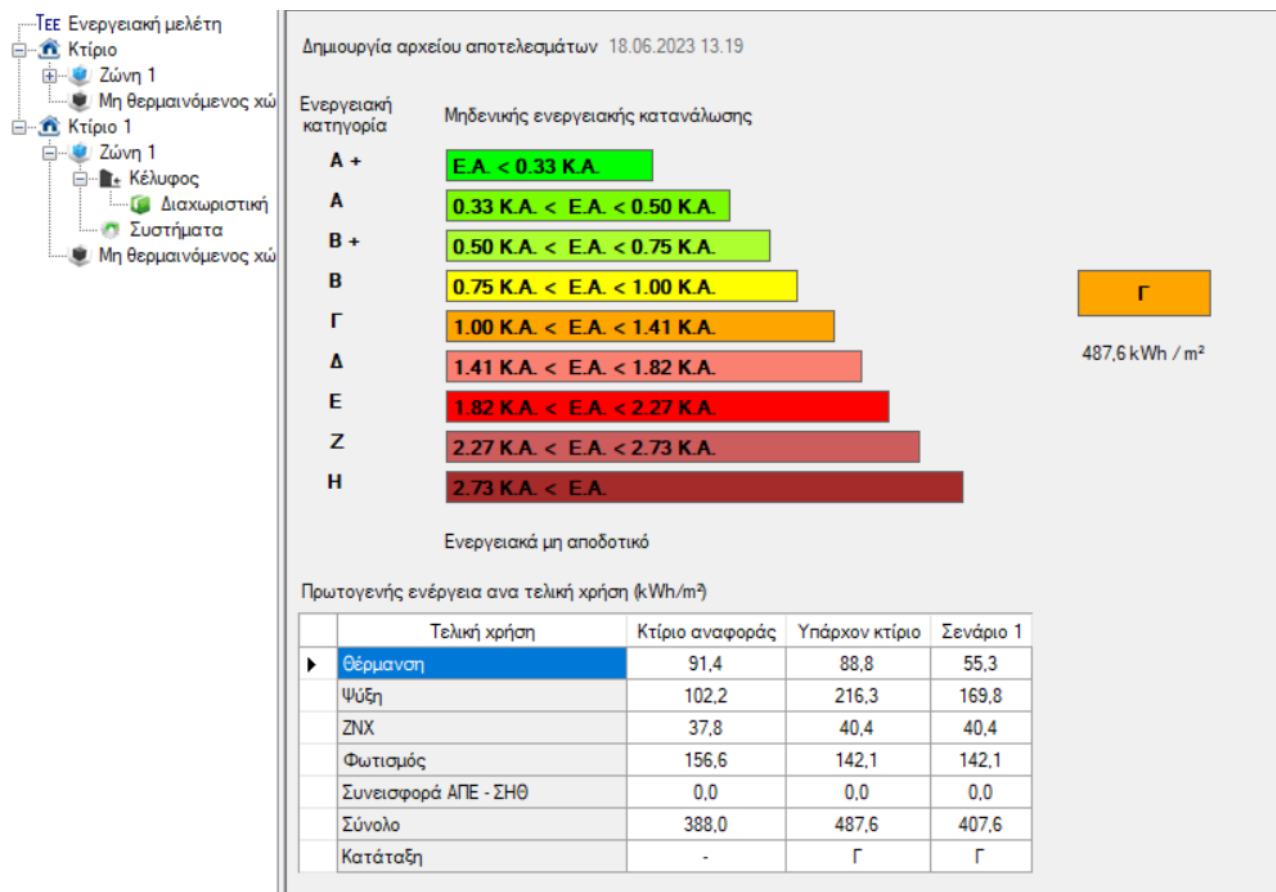 ΤΕΕ Ενεργειακή μελέτη
Κτίριο
Ζώνη 1
Μη θερμαινόμενος χώ
Κτίριο 1
Ζώνη 1
Κέλυφος
Διαχωριστική
Συστήματα
Μη θερμαινόμενος χώ
Δημιουργία αρχείου αποτελεσμάτων 18.06.2023 13.19
Ενεργειακή κατηγορία
Μηδενικής ενεργειακής κατανάλωσης
Α + Ε.Α. < 0.33 Κ.Α.
Α 0.33 Κ.Α. < Ε.Α. < 0.50 Κ.Α.
Β + 0.50 Κ.Α. < Ε.Α. < 0.75 Κ.Α.
Β 0.75 Κ.Α. < Ε.Α. < 1.00 Κ.Α.
Γ 1.00 Κ.Α. < Ε.Α. < 1.41 Κ.Α.
Δ 1.41 Κ.Α. < Ε.Α. < 1.82 Κ.Α.
Ε 1.82 Κ.Α. < Ε.Α. < 2.27 Κ.Α.
Ζ 2.27 Κ.Α. < Ε.Α. < 2.73 Κ.Α.
Η 2.73 Κ.Α. < Ε.Α.
Γ
487,6 kWh / m²
Ενεργειακά μη αποδοτικό
Πρωτογενής ενέργεια ανα τελική χρήση (kWh/m²)
Τελική χρήση Κτίριο αναφοράς Υπάρχον κτίριο Σενάριο 1
Θέρμανση 91,4 88,8 55,3
Ψύξη 102,2 216,3 169,8
ΖΝΧ 37,8 40,4 40,4
Φωτισμός 156,6 142,1 142,1
Συνεισφορά ΑΠΕ - ΣΗΘ 0,0 0,0 0,0
Σύνολο 388,0 487,6 407,6
Κατάταξη - Γ Γ